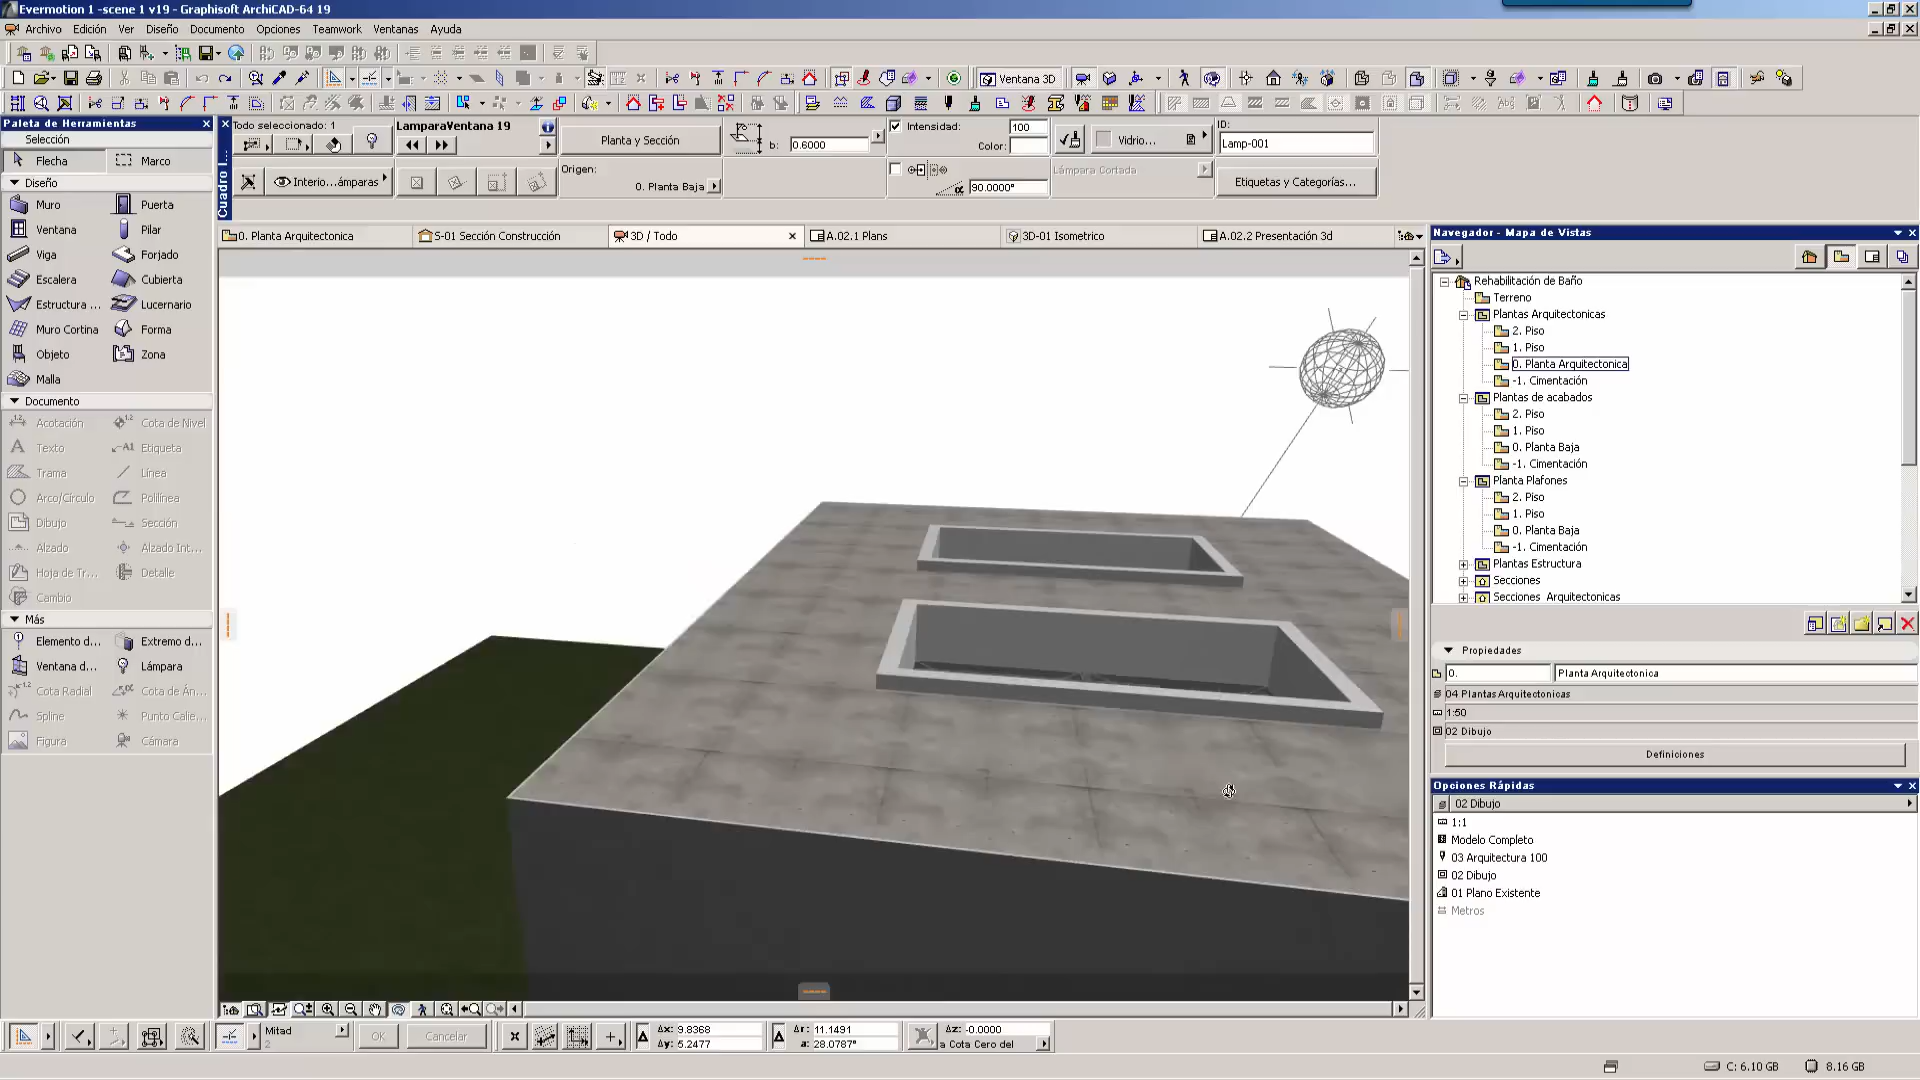 Evermotion 1 -scene 1 v19 - Graphisoft ArchiCAD-64 19
Archivo Edición Ver Diseño Documento Opciones Teamwork Ventanas Ayuda
Ventana 3D
Paleta de Herramientas
Selección
Flecha Marco
Diseño
Muro Puerta
Ventana Pilar
Viga Forjado
Escalera Cubierta
Estructura ... Lucernario
Muro Cortina Forma
Objeto Zona
Malla
Documento
Acotación Cota de Nivel
Texto Etiqueta
Trama Línea
Arco/Círculo Polilínea
Dibujo Sección
Alzado Alzado Int...
Hoja de Tr... Detalle
Cambio
Más
Elemento d... Extremo d...
Ventana d... Lámpara
Cota Radial Cota de Án...
Spline Punto Calie...
Figura Cámara
Cuadro I...
Todo seleccionado: 1
LamparaVentana 19
Interio...ámparas
Planta y Sección
Origen:
0. Planta Baja
b: 0.6000
Intensidad: 100
Color:
90.0000°
Vidrio...
Lámpara Cortada
ID:
Lamp-001
Etiquetas y Categorías...
0. Planta Arquitectonica
S-01 Sección Construcción
3D / Todo
A.02.1 Plans
3D-01 Isometrico
A.02.2 Presentación 3d
Navegador - Mapa de Vistas
Rehabilitación de Baño
Terreno
Plantas Arquitectonicas
2. Piso
1. Piso
0. Planta Arquitectonica
-1. Cimentación
Plantas de acabados
2. Piso
1. Piso
0. Planta Baja
-1. Cimentación
Planta Plafones
2. Piso
1. Piso
0. Planta Baja
-1. Cimentación
Plantas Estructura
Secciones
Secciones Arquitectonicas
Propiedades
0. Planta Arquitectonica
04 Plantas Arquitectonicas
1:50
02 Dibujo
Definiciones
Opciones Rápidas
02 Dibujo
1:1
Modelo Completo
03 Arquitectura 100
02 Dibujo
01 Plano Existente
Metros
Mitad
2
OK
Cancelar
Δx: 9.8368
Δy: 5.2477
Δr: 11.1491
a: 28.0787°
Δz: -0.0000
a Cota Cero del
C: 6.10 GB
8.16 GB